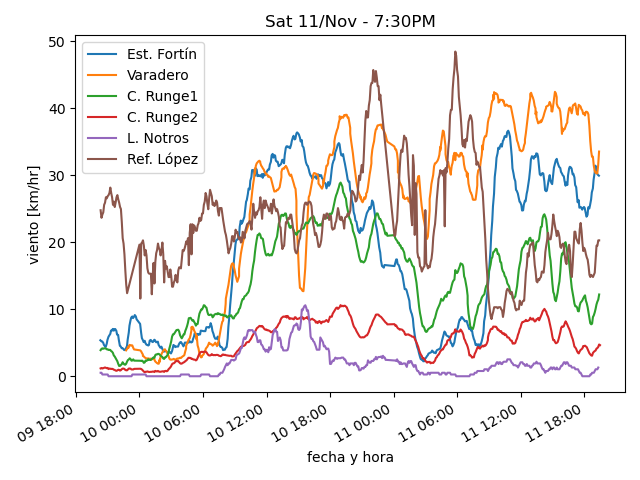 Sat 11/Nov - 7:30PM
50
40
30
20
10
0
viento [km/hr]
Est. Fortín
Varadero
C. Runge1
C. Runge2
L. Notros
Ref. López
09 18:00
10 00:00
10 06:00
10 12:00
10 18:00
11 00:00
11 06:00
11 12:00
11 18:00
fecha y hora